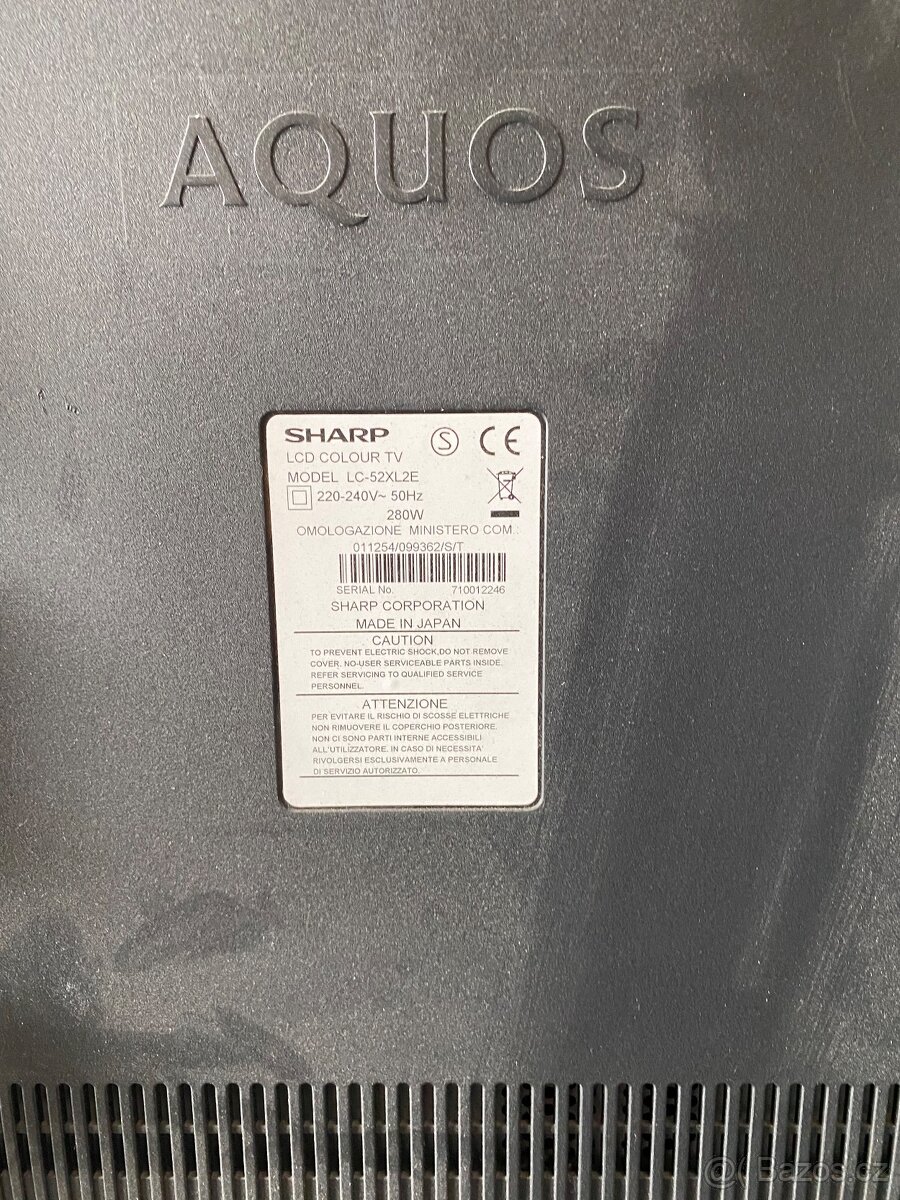 AQUOS
SHARP
S
CE
LCD COLOUR TV
MODEL LC-52XL2E
220-240V~ 50Hz
280W
OMOLOGAZIONE MINISTERO COM.:
011254/099362/S/T
SERIAL No. 710012246
SHARP CORPORATION
MADE IN JAPAN
CAUTION
TO PREVENT ELECTRIC SHOCK,DO NOT REMOVE
COVER. NO-USER SERVICEABLE PARTS INSIDE.
REFER SERVICING TO QUALIFIED SERVICE
PERSONNEL.
ATTENZIONE
PER EVITARE IL RISCHIO DI SCOSSE ELETTRICHE
NON RIMUOVERE IL COPERCHIO POSTERIORE.
NON CI SONO PARTI INTERNE ACCESSIBILI
ALL'UTILIZZATORE. IN CASO DI NECESSITA'
RIVOLGERSI ESCLUSIVAMENTE A PERSONALE
DI SERVIZIO AUTORIZZATO.
Bazos.cz